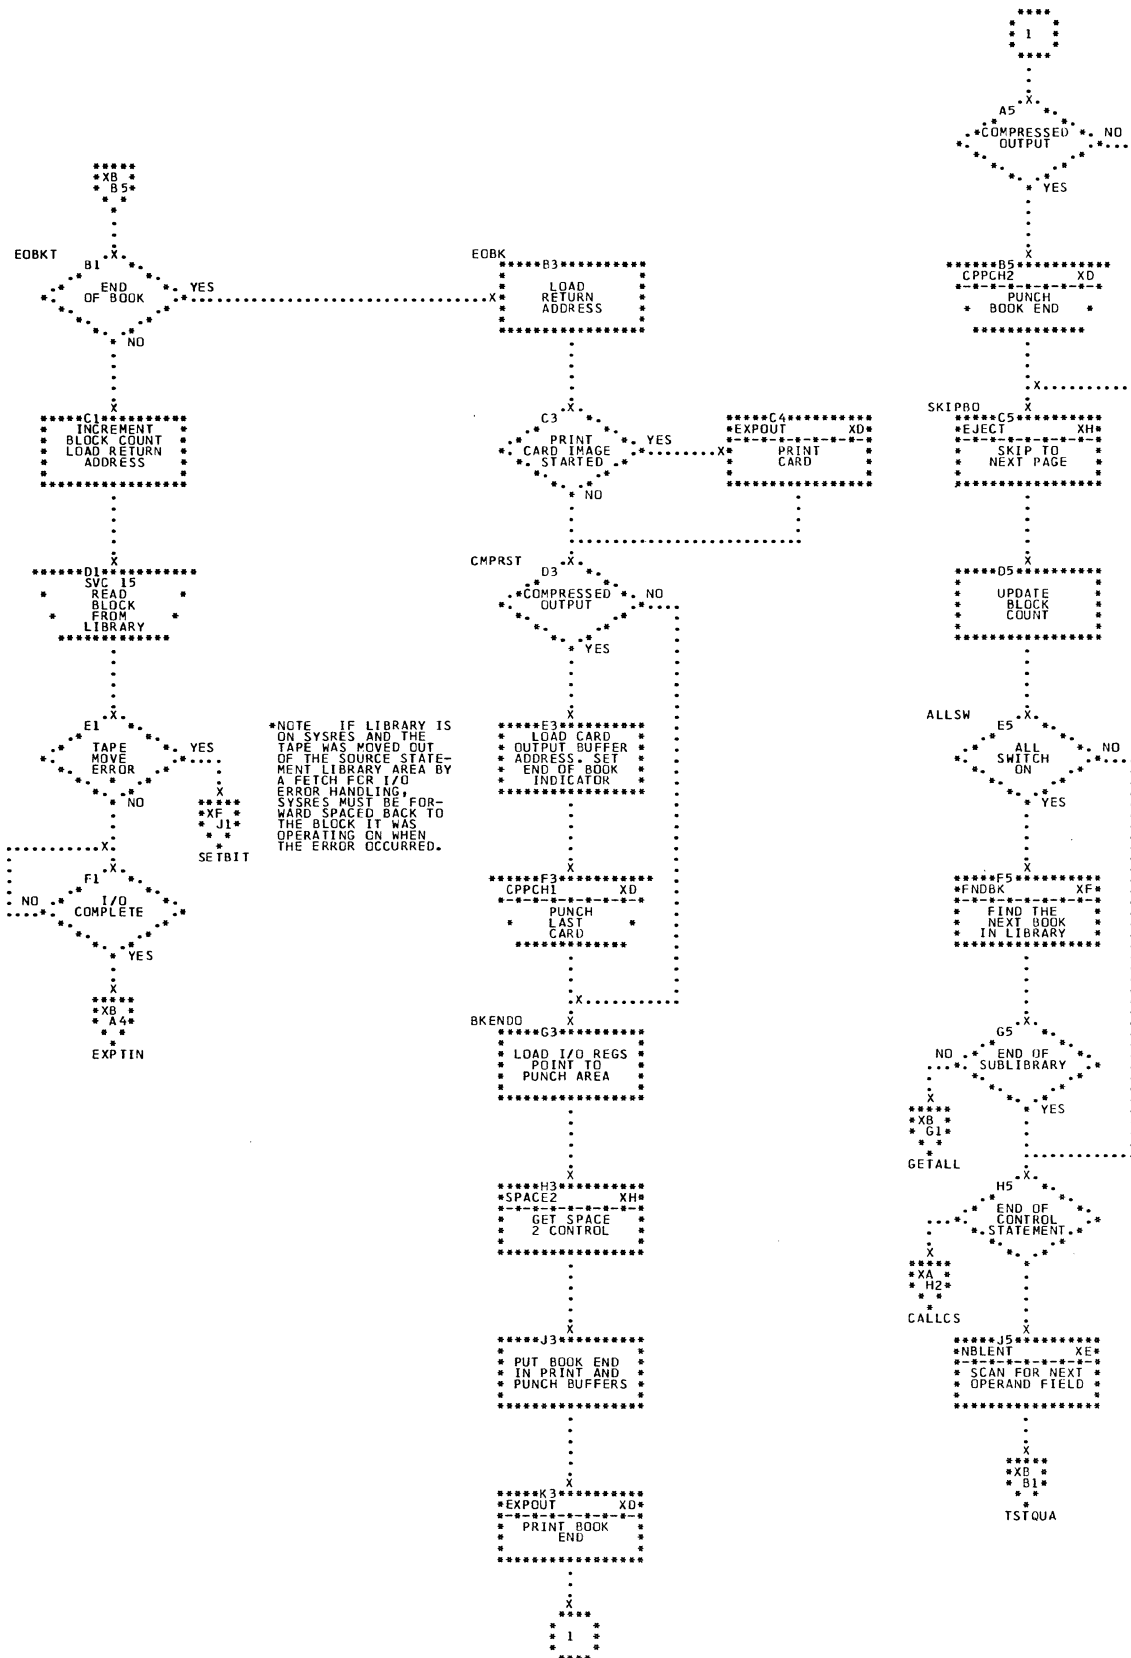 XB
B5
EOBKT
B1
END
OF BOOK
YES
NO
C1
INCREMENT
BLOCK COUNT
LOAD RETURN
ADDRESS
D1
SVC 15
READ
BLOCK
FROM
LIBRARY
E1
TAPE
MOVE
ERROR
YES
NO
XF
J1
SETBIT
F1
I/O
COMPLETE
NO
YES
XB
A4
EXPTIN
*NOTE IF LIBRARY IS
ON SYSRES AND THE
TAPE WAS MOVED OUT
OF THE SOURCE STATE-
MENT LIBRARY AREA BY
A FETCH FCR I/O
ERROR HANDLING,
SYSRES MUST BE FOR-
WARD SPACED BACK TO
THE BLOCK IT WAS
OPERATING ON WHEN
THE ERROR OCCURRED.
EOBK
B3
LOAD
RETURN
ADDRESS
C3
PRINT
CARD IMAGE
STARTED
YES
NO
C4
EXPOUT XD
PRINT
CARD
CMPRST
D3
COMPRESSED
OUTPUT
NO
YES
E3
LOAD CARD
OUTPUT BUFFER
ADDRESS. SET
END OF BOOK
INDICATOR
F3
CPPCH1 XD
PUNCH
LAST
CARD
BKENDO
G3
LOAD I/O REGS
POINT TO
PUNCH AREA
H3
SPACE2 XH
GET SPACE
2 CONTROL
J3
PUT BOOK END
IN PRINT AND
PUNCH BUFFERS
K3
EXPOUT XD
PRINT BOOK
END
1
1
A5
COMPRESSED
OUTPUT
NO
YES
B5
CPPCH2 XD
PUNCH
BOOK END
SKIPBO
C5
EJECT XH
SKIP TO
NEXT PAGE
D5
UPDATE
BLOCK
COUNT
ALLSW
E5
ALL
SWITCH
ON
NO
YES
F5
FNDBK XF
FIND THE
NEXT BOOK
IN LIBRARY
G5
END OF
SUBLIBRARY
NO
YES
XB
G1
GETALL
H5
END OF
CONTROL
STATEMENT
XA
H2
CALLCS
J5
NBLENT XE
SCAN FOR NEXT
OPERAND FIELD
XB
B1
TSTQUA